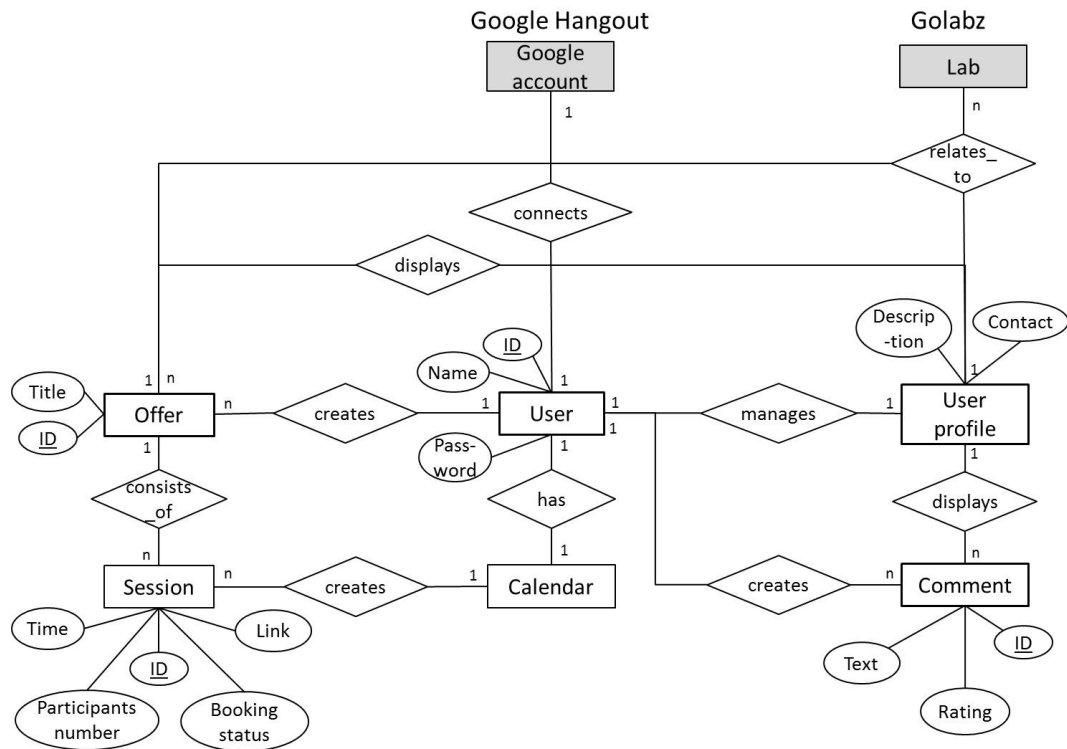 Google Hangout
Golabz
Google
account
Lab
1
n
relates_
to
connects
displays
Descrip
-tion
Contact
ID
Name
Title
1
n
1
1
Offer
n
creates
1
User
1
manages
1
User
profile
ID
1
Pass-
word
1
1
1
consists
_of
has
displays
n
1
n
Session
n
creates
1
Calendar
creates
n
Comment
Time
Link
ID
ID
Text
Participants
number
Booking
status
Rating